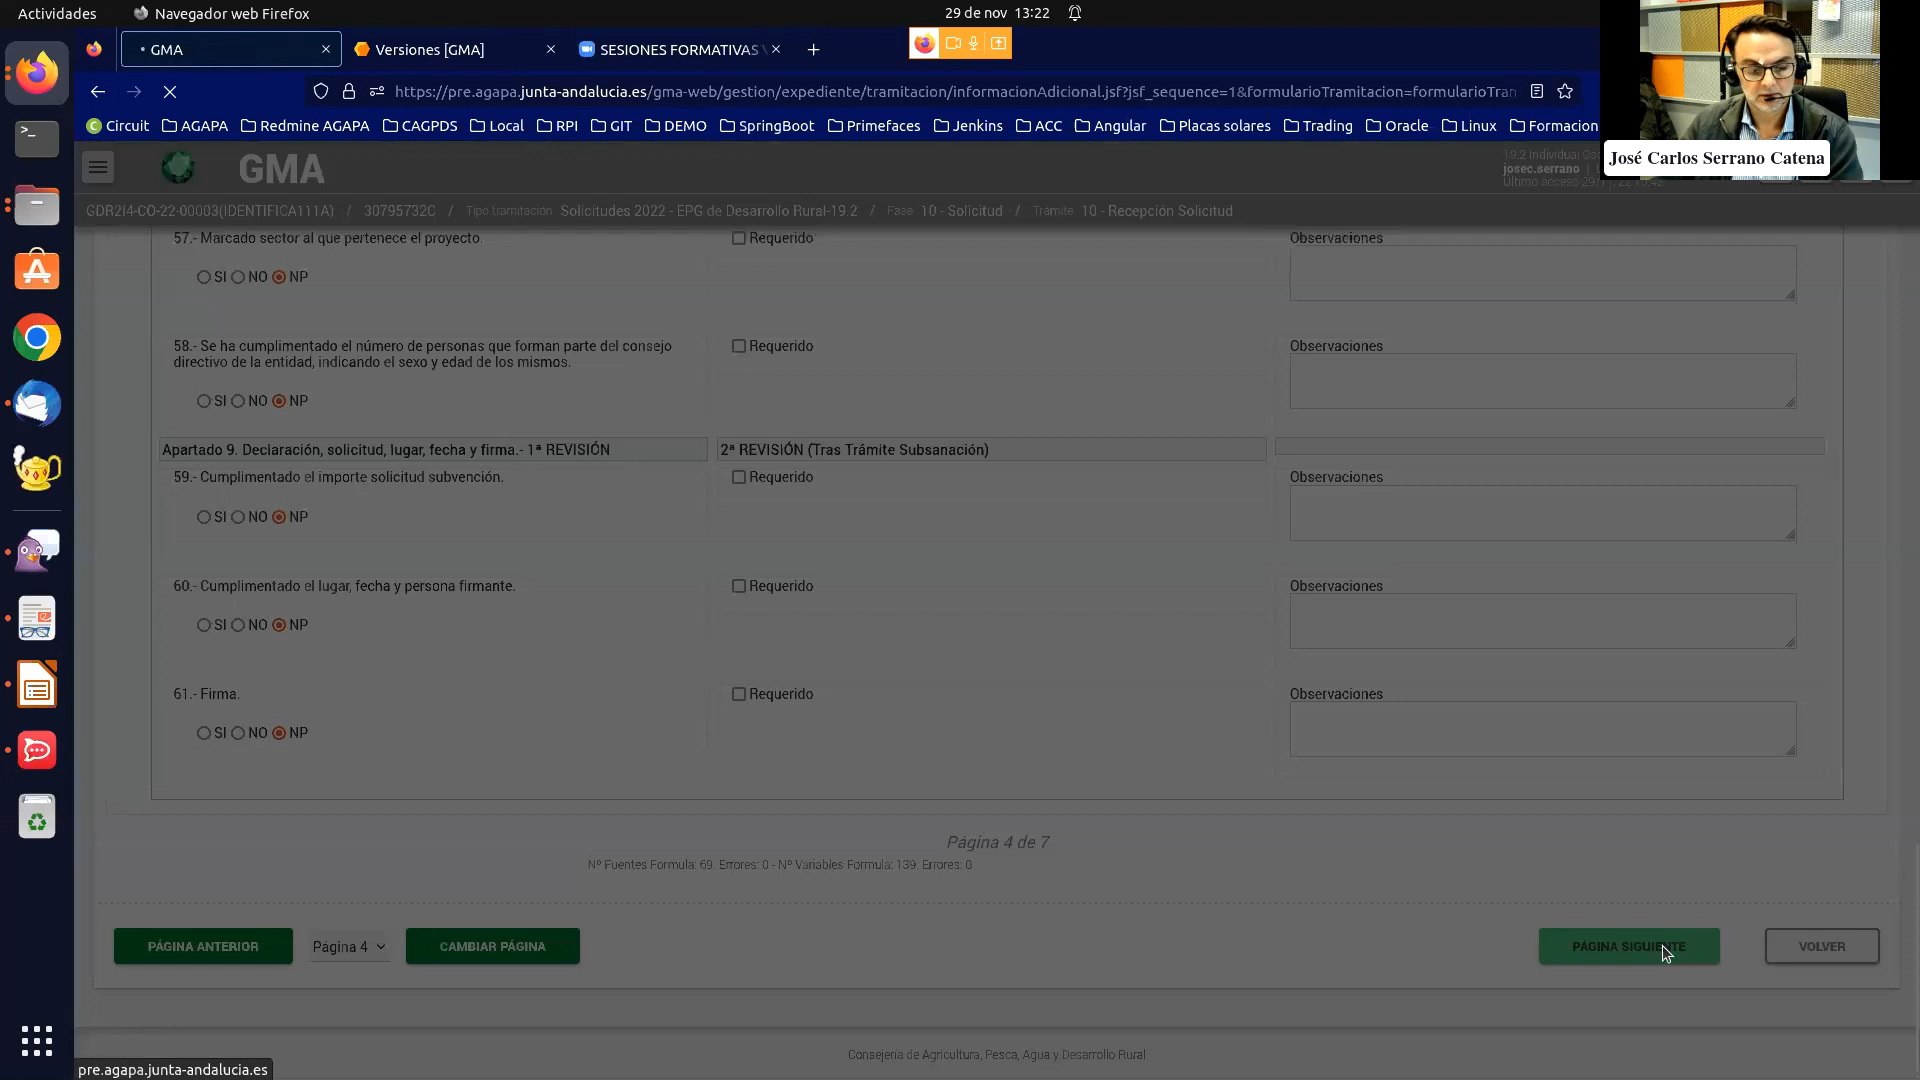 Actividades
Navegador web Firefox
29 de nov 13:22
GMA
Versiones [GMA]
SESIONES FORMATIVAS
https://pre.agapa.junta-andalucia.es/gma-web/gestion/expediente/tramitacion/informacionAdicional.jsf?jsf_sequence=1&formularioTramitacion=formularioTram
Circuit
AGAPA
Redmine AGAPA
CAGPDS
Local
RPI
GIT
DEMO
SpringBoot
Primefaces
Jenkins
ACC
Angular
Placas solares
Trading
Oracle
Linux
Formacion
José Carlos Serrano Catena
GMA
josec.serrano
GDR2I4-CO-22-00003(IDENTIFICA111A) / 30795732C / Tipo tramitación Solicitudes 2022 - EPG de Desarrollo Rural-19.2 / Fase 10 - Solicitud / Trámite 10 - Recepción Solicitud
57.- Marcado sector al que pertenece el proyecto.
Requerido
Observaciones
SI NO NP
58.- Se ha cumplimentado el número de personas que forman parte del consejo
directivo de la entidad, indicando el sexo y edad de los mismos.
Requerido
Observaciones
SI NO NP
Apartado 9. Declaración, solicitud, lugar, fecha y firma.- 1ª REVISIÓN
2ª REVISIÓN (Tras Trámite Subsanación)
59.- Cumplimentado el importe solicitud subvención.
Requerido
Observaciones
SI NO NP
60.- Cumplimentado el lugar, fecha y persona firmante.
Requerido
Observaciones
SI NO NP
61.- Firma.
Requerido
Observaciones
SI NO NP
Página 4 de 7
Nº Fuentes Formula: 69. Errores: 0 - Nº Variables Formula: 139. Errores: 0
PÁGINA ANTERIOR
Página 4
CAMBIAR PÁGINA
PÁGINA SIGUIENTE
VOLVER
Consejería de Agricultura, Pesca, Agua y Desarrollo Rural.
pre.agapa.junta-andalucia.es